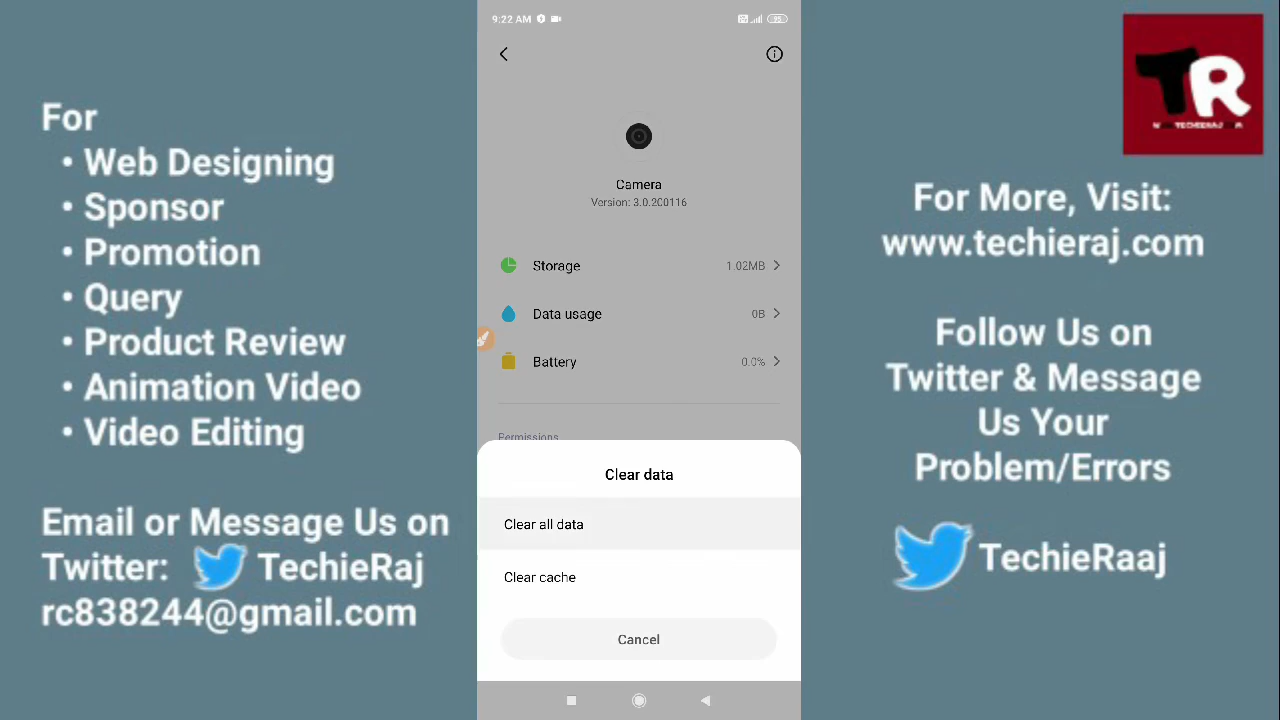 For
• Web Designing
• Sponsor
• Promotion
• Query
• Product Review
• Animation Video
• Video Editing
Email or Message Us on
Twitter: TechieRaj
rc838244@gmail.com
9:22 AM
95
Camera
Version: 3.0.200116
Storage 1.02MB
Data usage 0B
Battery 0.0%
Permissions
Clear data
Clear all data
Clear cache
Cancel
TR
For More, Visit:
www.techieraj.com
Follow Us on
Twitter & Message
Us Your
Problem/Errors
TechieRaaj